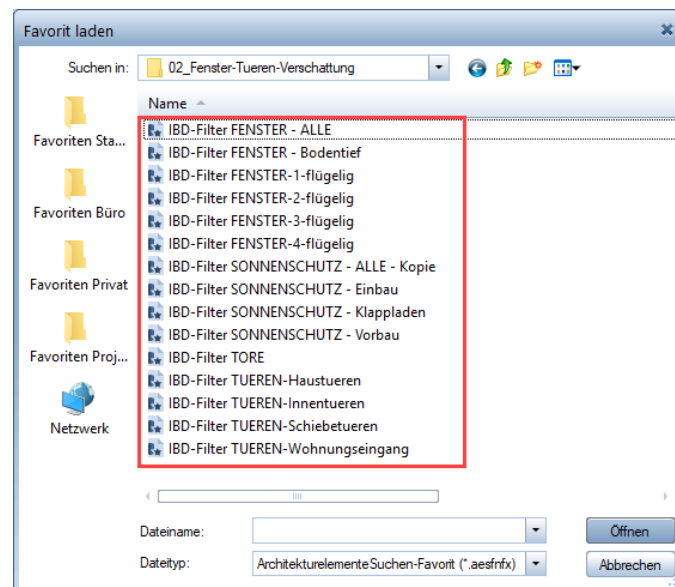 Favorit laden
Suchen in: 02_Fenster-Tueren-Verschattung
Name
Favoriten Sta...
Favoriten Büro
Favoriten Privat
Favoriten Proj...
Netzwerk
IBD-Filter FENSTER - ALLE
IBD-Filter FENSTER - Bodentief
IBD-Filter FENSTER-1-flügelig
IBD-Filter FENSTER-2-flügelig
IBD-Filter FENSTER-3-flügelig
IBD-Filter FENSTER-4-flügelig
IBD-Filter SONNENSCHUTZ - ALLE - Kopie
IBD-Filter SONNENSCHUTZ - Einbau
IBD-Filter SONNENSCHUTZ - Klappladen
IBD-Filter SONNENSCHUTZ - Vorbau
IBD-Filter TORE
IBD-Filter TUEREN-Haustueren
IBD-Filter TUEREN-Innentueren
IBD-Filter TUEREN-Schiebetueren
IBD-Filter TUEREN-Wohnungseingang
Dateiname: Öffnen
Dateityp: ArchitekturelementeSuchen-Favorit (*.aesfnfx) Abbrechen